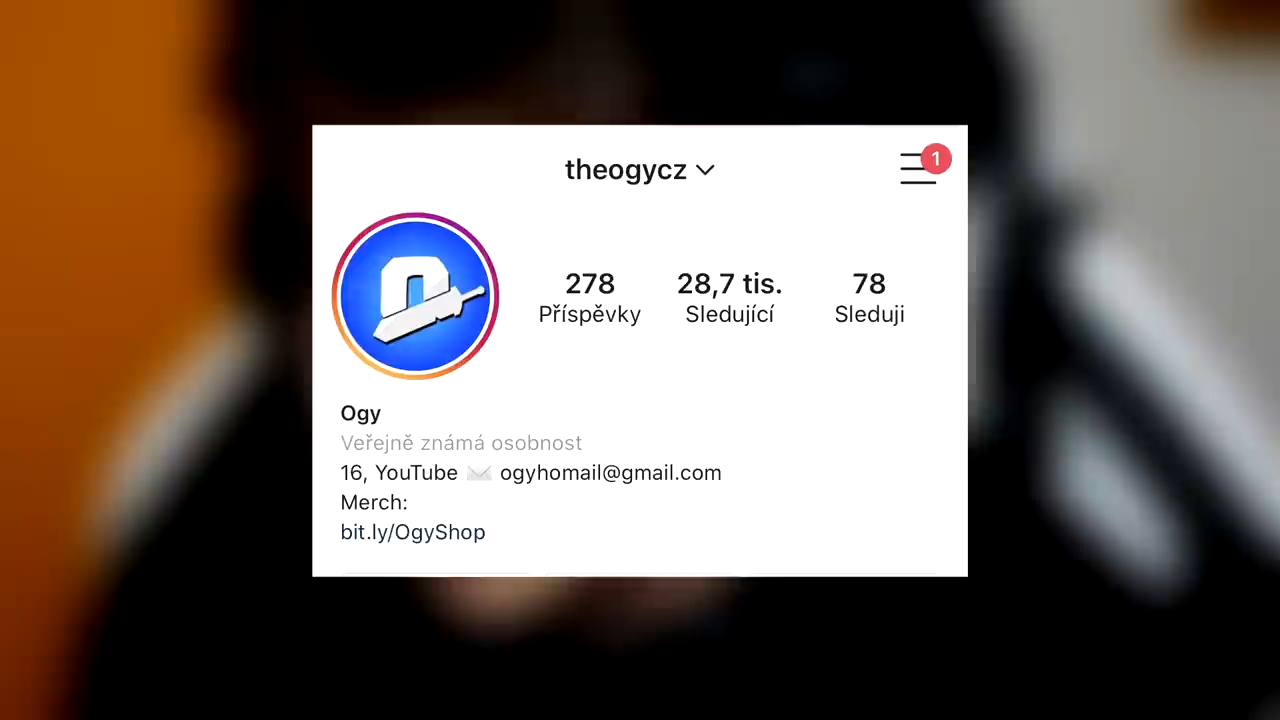 theogycz
1
278
Příspěvky
28,7 tis.
Sledující
78
Sleduji
Ogy
Veřejně známá osobnost
16, YouTube ✉️ ogyhomail@gmail.com
Merch:
bit.ly/OgyShop